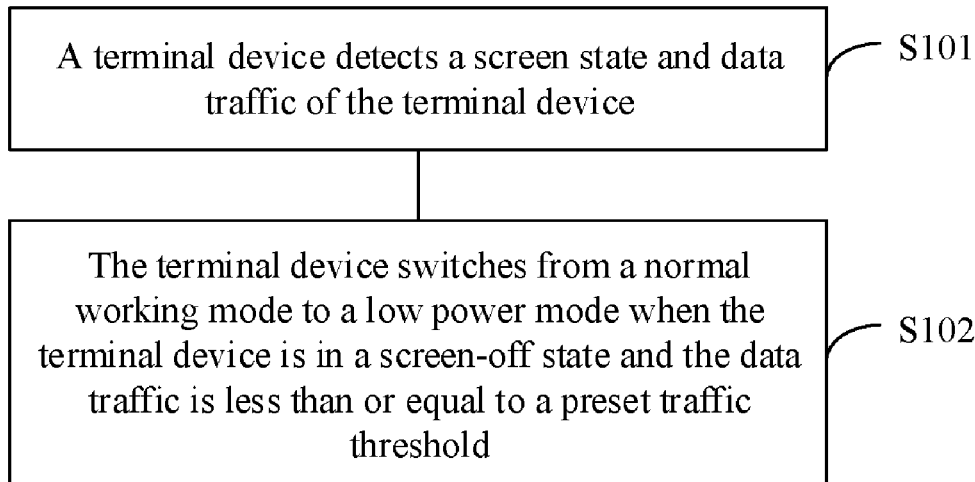 A terminal device detects a screen state and data
traffic of the terminal device
S101
The terminal device switches from a normal
working mode to a low power mode when the
terminal device is in a screen-off state and the data
traffic is less than or equal to a preset traffic
threshold
S102